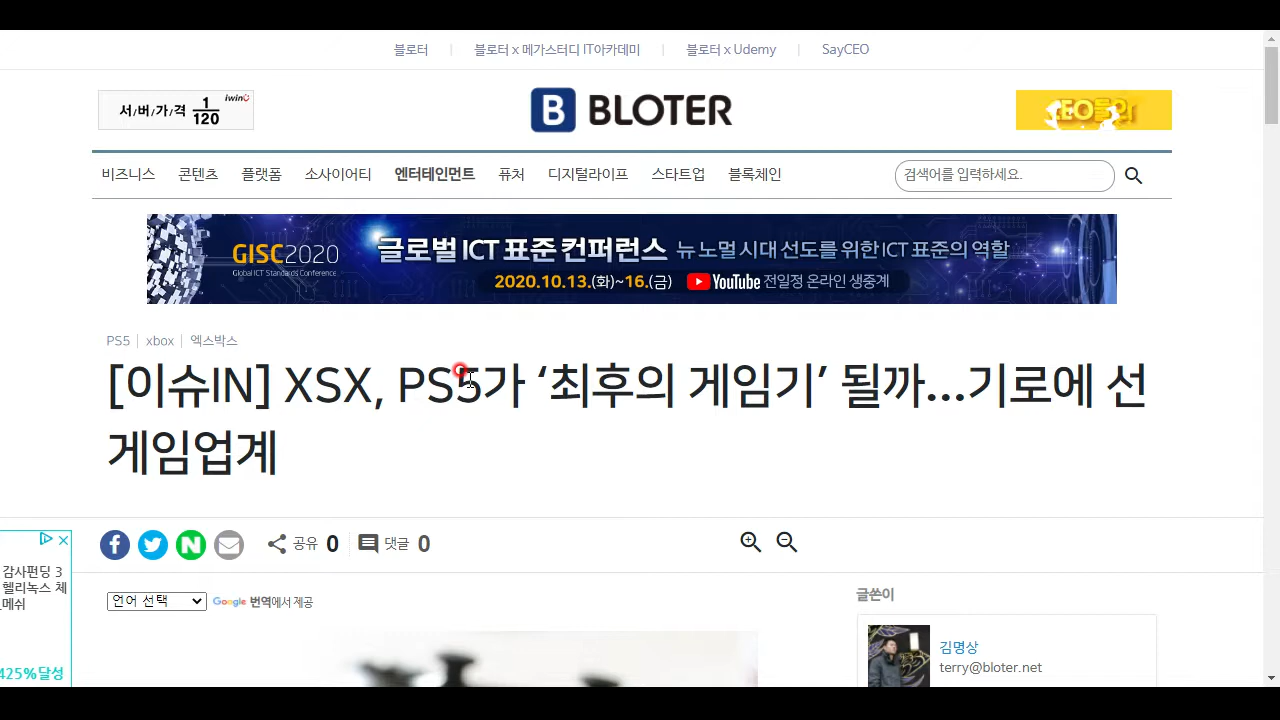 블로터 블로터 x 메가스터디 IT아카데미 블로터 x Udemy SayCEO
서/버/가/격 1/120 iwinv
B BLOTER
비즈니스 콘텐츠 플랫폼 소사이어티 엔터테인먼트 퓨처 디지털라이프 스타트업 블록체인 검색어를 입력하세요.
GISC2020 글로벌 ICT 표준 컨퍼런스 뉴 노멀 시대 선도를 위한 ICT 표준의 역할
Global ICT Standards Conference
2020.10.13.(화)~16.(금) YouTube 전일정 온라인 생중계
PS5 xbox 엑스박스
[이슈IN] XSX, PS5가 ‘최후의 게임기’ 될까…기로에 선
게임업계
공유 0 댓글 0
감사펀딩 3
헬리녹스 체
메쉬
425%달성
언어 선택 Google 번역에서 제공
글쓴이
김명상
terry@bloter.net